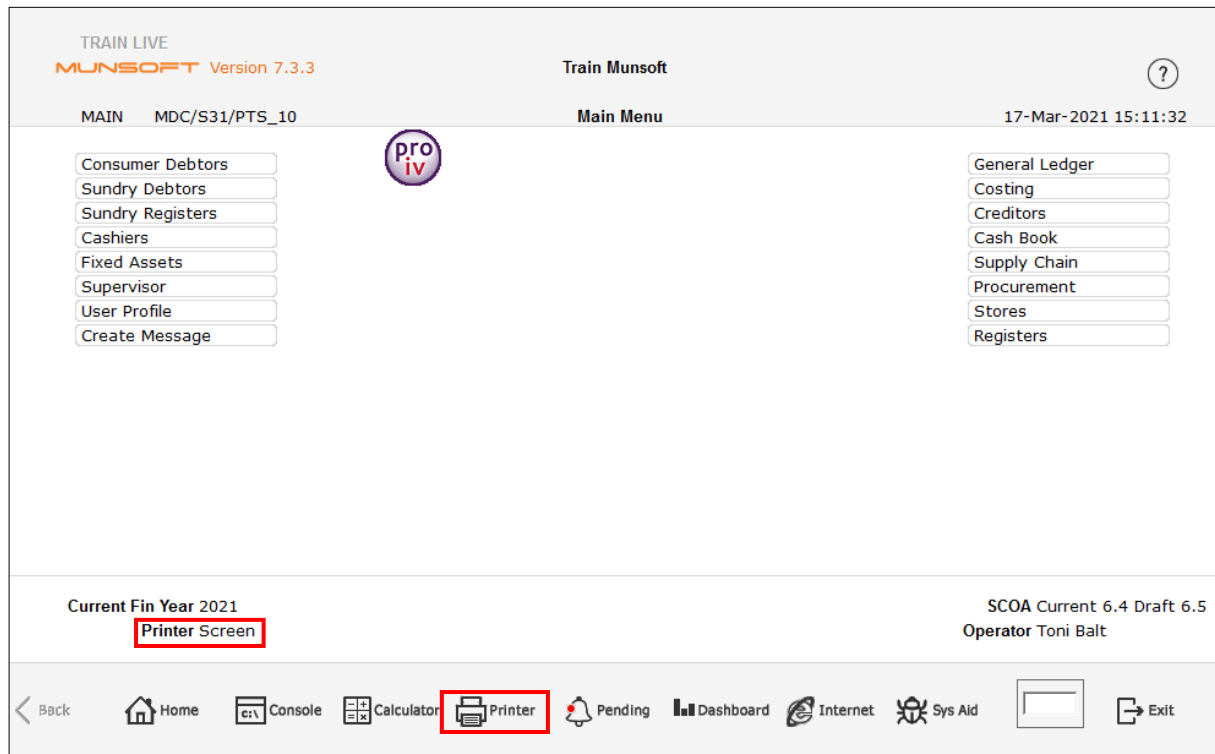 TRAIN LIVE
MUNSOFT Version 7.3.3
Train Munsoft
?
MAIN MDC/S31/PTS_10
Main Menu
17-Mar-2021 15:11:32
pro
iv
Consumer Debtors
Sundry Debtors
Sundry Registers
Cashiers
Fixed Assets
Supervisor
User Profile
Create Message
General Ledger
Costing
Creditors
Cash Book
Supply Chain
Procurement
Stores
Registers
Current Fin Year 2021
Printer Screen
SCOA Current 6.4 Draft 6.5
Operator Toni Balt
Back
Home
C:\ Console
Calculator
Printer
Pending
Dashboard
Internet
Sys Aid
Exit